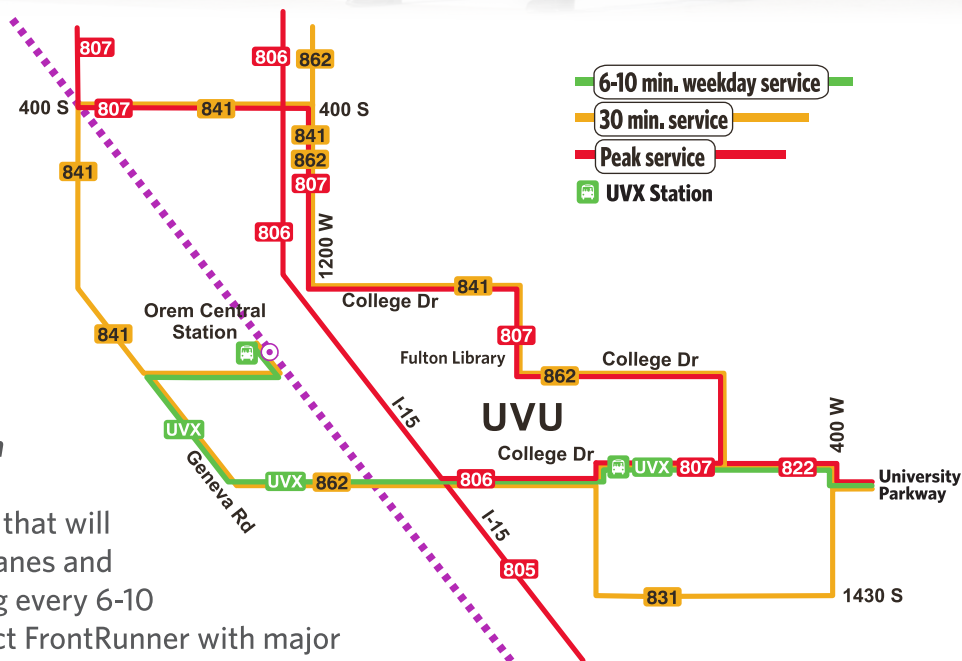 807
806
862
400 S
807
841
400 S
841
862
807
841
806
1200 W
6-10 min. weekday service
30 min. service
Peak service
UVX Station
College Dr
841
Orem Central
Station
841
807
Fulton Library
College Dr
862
UVX
Geneva Rd
I-15
UVU
College Dr
400 W
UVX
807
822
UVX
862
806
University
Parkway
I-15
805
831
1430 S
that will
anes and
g every 6-10
ct FrontRunner with major